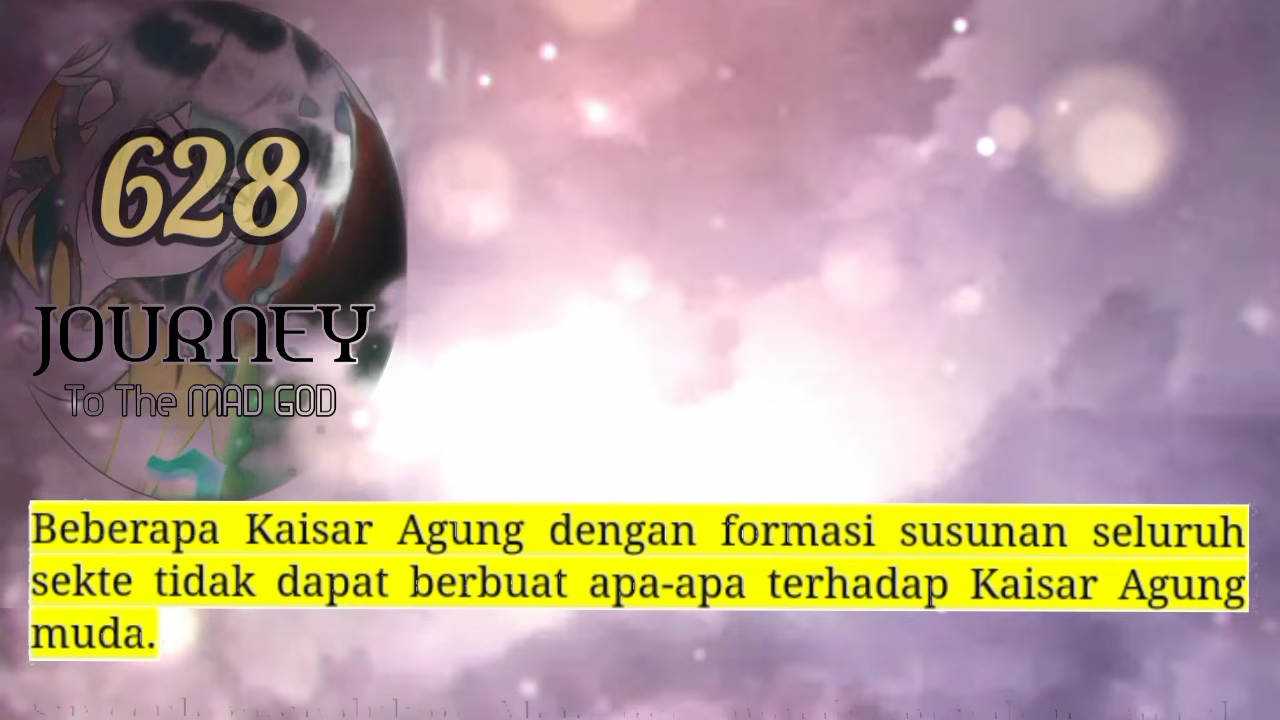 628
JOURNEY
To The MAD GOD
Beberapa Kaisar Agung dengan formasi susunan seluruh
sekte tidak dapat berbuat apa-apa terhadap Kaisar Agung
muda.